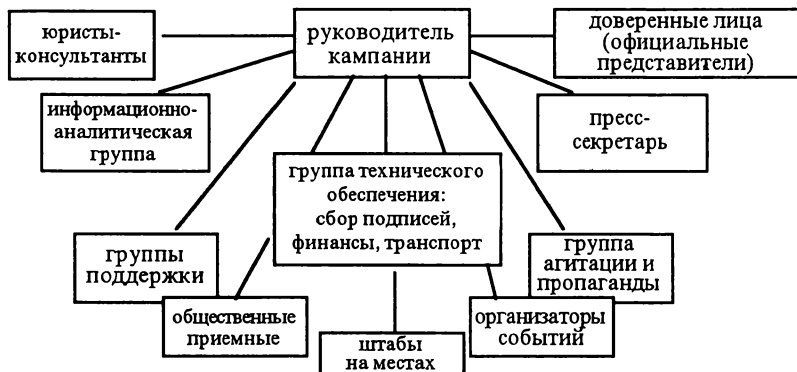 юристы-
консультанты
руководитель
кампании
доверенные лица
(официальные
представители)
информационно-
аналитическая
группа
пресс-
секретарь
группа технического
обеспечения:
сбор подписей,
финансы, транспорт
группы
поддержки
группа
агитации и
пропаганды
общественные
приемные
организаторы
событий
штабы
на местах